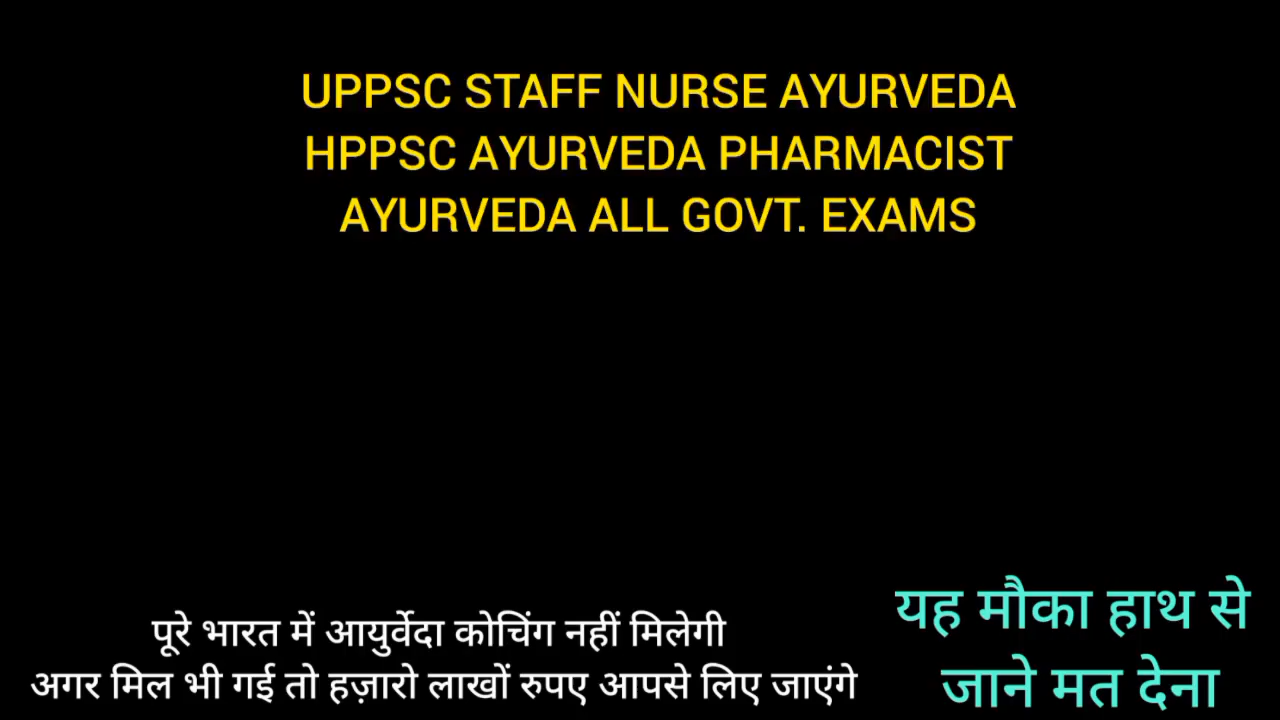 UPPSC STAFF NURSE AYURVEDA
HPPSC AYURVEDA PHARMACIST
AYURVEDA ALL GOVT. EXAMS
पूरे भारत में आयुर्वेदा कोचिंग नहीं मिलेगी
अगर मिल भी गई तो हज़ारो लाखों रुपए आपसे लिए जाएंगे
यह मौका हाथ से
जाने मत देना